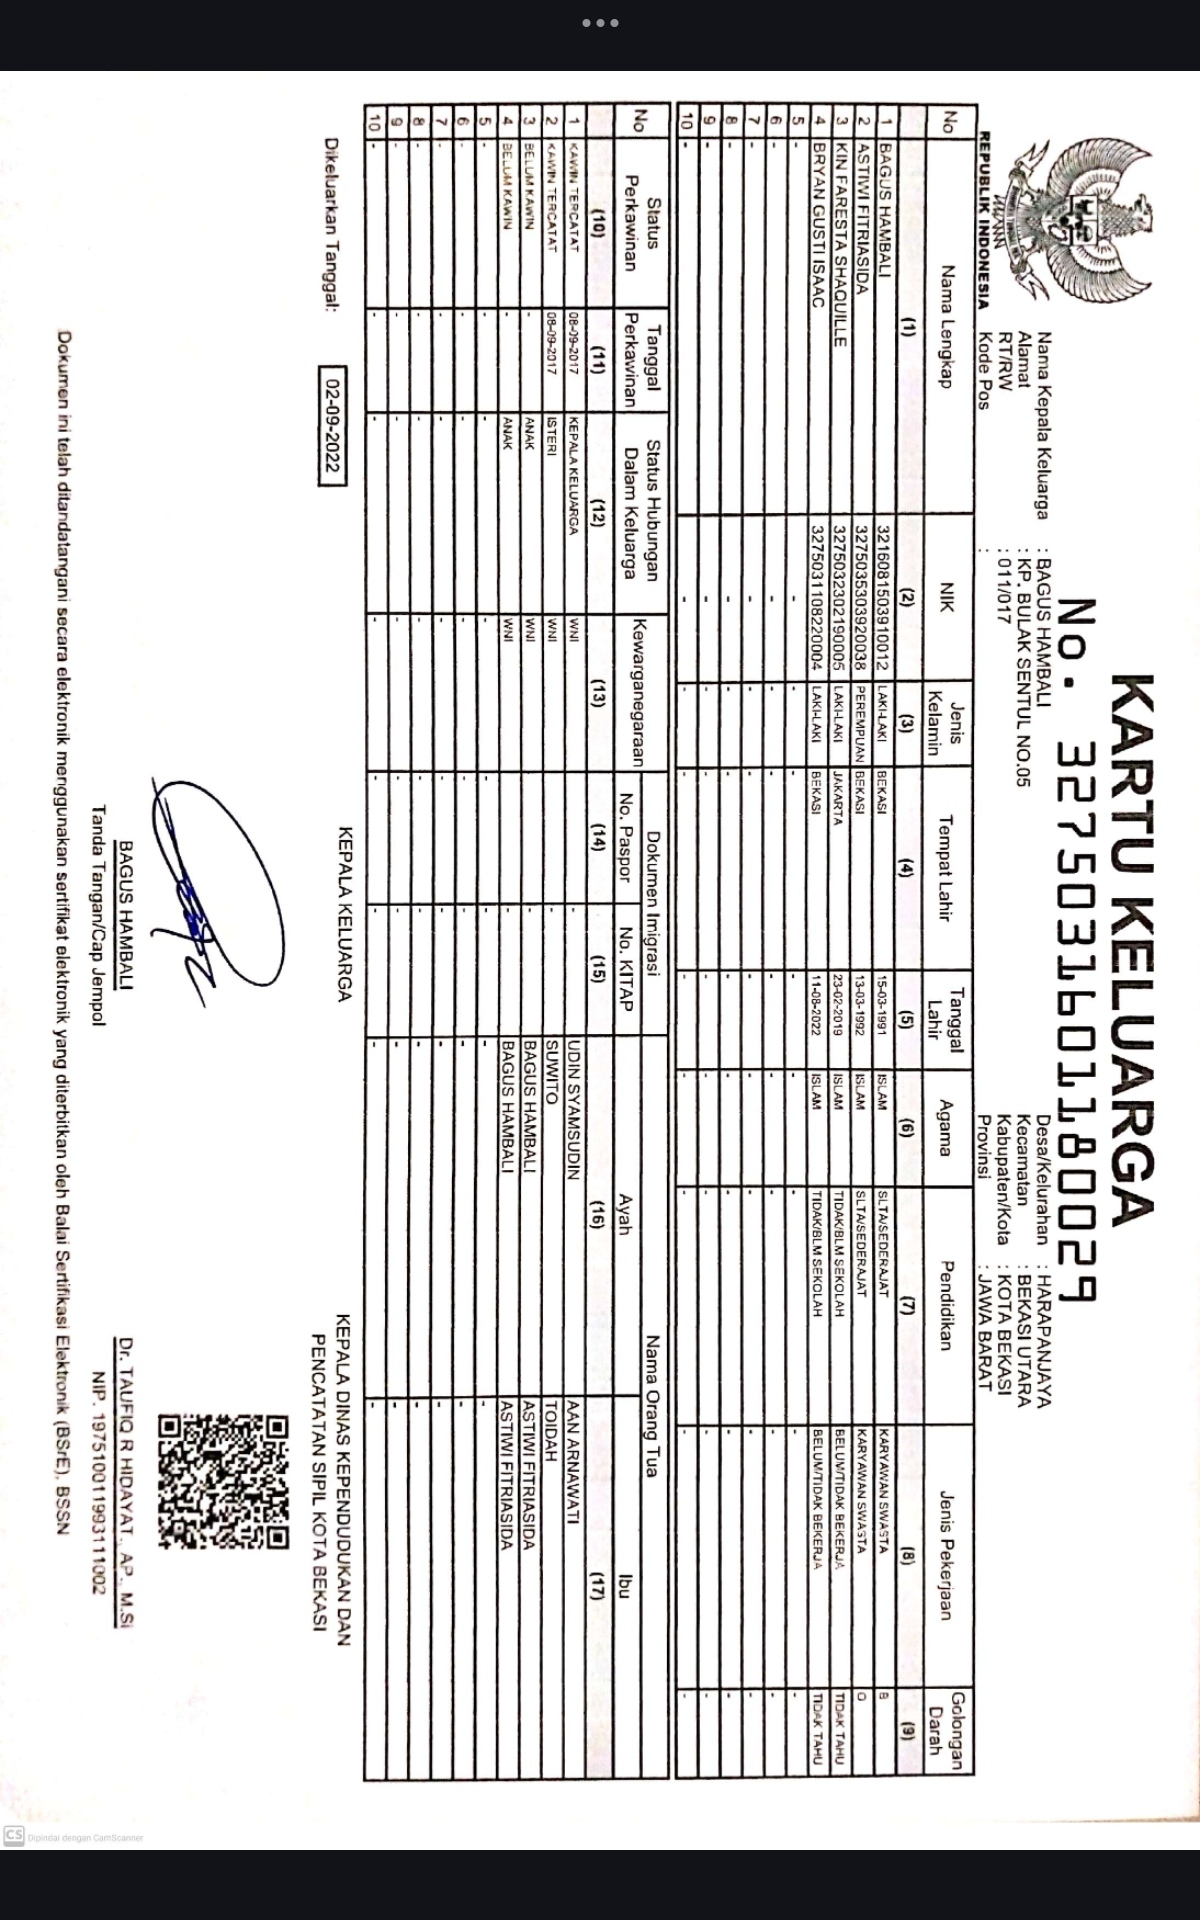 KARTU KELUARGA
No. 3275031601180029
REPUBLIK INDONESIA
Nama Kepala Keluarga : BAGUS HAMBALI
Alamat : KP. BULAK SENTUL NO.05
RT/RW : 011/017
Kode Pos :
Desa/Kelurahan : HARAPANJAYA
Kecamatan : BEKASI UTARA
Kabupaten/Kota : KOTA BEKASI
Provinsi : JAWA BARAT
No Nama Lengkap NIK Jenis Kelamin Tempat Lahir Tanggal Lahir Agama Pendidikan Jenis Pekerjaan Golongan Darah
(1) (2) (3) (4) (5) (6) (7) (8) (9)
1 BAGUS HAMBALI 3216081503910012 LAKI-LAKI BEKASI 15-03-1991 ISLAM SLTA/SEDERAJAT KARYAWAN SWASTA B
2 ASTIWI FITRIASIDA 3275035303920038 PEREMPUAN BEKASI 13-03-1992 ISLAM SLTA/SEDERAJAT KARYAWAN SWASTA O
3 KIN FARESTA SHAQUILLE 3275032302190005 LAKI-LAKI JAKARTA 23-02-2019 ISLAM TIDAK/BLM SEKOLAH BELUM/TIDAK BEKERJA TIDAK TAHU
4 BRYAN GUSTI ISAAC 3275031108220004 LAKI-LAKI BEKASI 11-08-2022 ISLAM TIDAK/BLM SEKOLAH BELUM/TIDAK BEKERJA TIDAK TAHU
5 - - - - - - - - -
6 - - - - - - - - -
7 - - - - - - - - -
8 - - - - - - - - -
9 - - - - - - - - -
10 - - - - - - - - -
No Status Perkawinan Tanggal Perkawinan Status Hubungan Dalam Keluarga Kewarganegaraan Dokumen Imigrasi Nama Orang Tua
No. Paspor No. KITAP Ayah Ibu
(10) (11) (12) (13) (14) (15) (16) (17)
1 KAWIN TERCATAT 08-09-2017 KEPALA KELUARGA WNI - - UDIN SYAMSUDIN AAN ARNAWATI
2 KAWIN TERCATAT 08-09-2017 ISTERI WNI - - SUWITO TOIDAH
3 BELUM KAWIN - ANAK WNI - - BAGUS HAMBALI ASTIWI FITRIASIDA
4 BELUM KAWIN - ANAK WNI - - BAGUS HAMBALI ASTIWI FITRIASIDA
5 - - - - - - - -
6 - - - - - - - -
7 - - - - - - - -
8 - - - - - - - -
9 - - - - - - - -
10 - - - - - - - -
Dikeluarkan Tanggal: 02-09-2022
KEPALA KELUARGA
BAGUS HAMBALI
Tanda Tangan/Cap Jempol
KEPALA DINAS KEPENDUDUKAN DAN
PENCATATAN SIPIL KOTA BEKASI
Dr. TAUFIQ R HIDAYAT., AP., M.Si
NIP. 197510011993111002
Dokumen ini telah ditandatangani secara elektronik menggunakan sertifikat elektronik yang diterbitkan oleh Balai Sertifikasi Elektronik (BSrE), BSSN
CS Dipindai dengan CamScanner